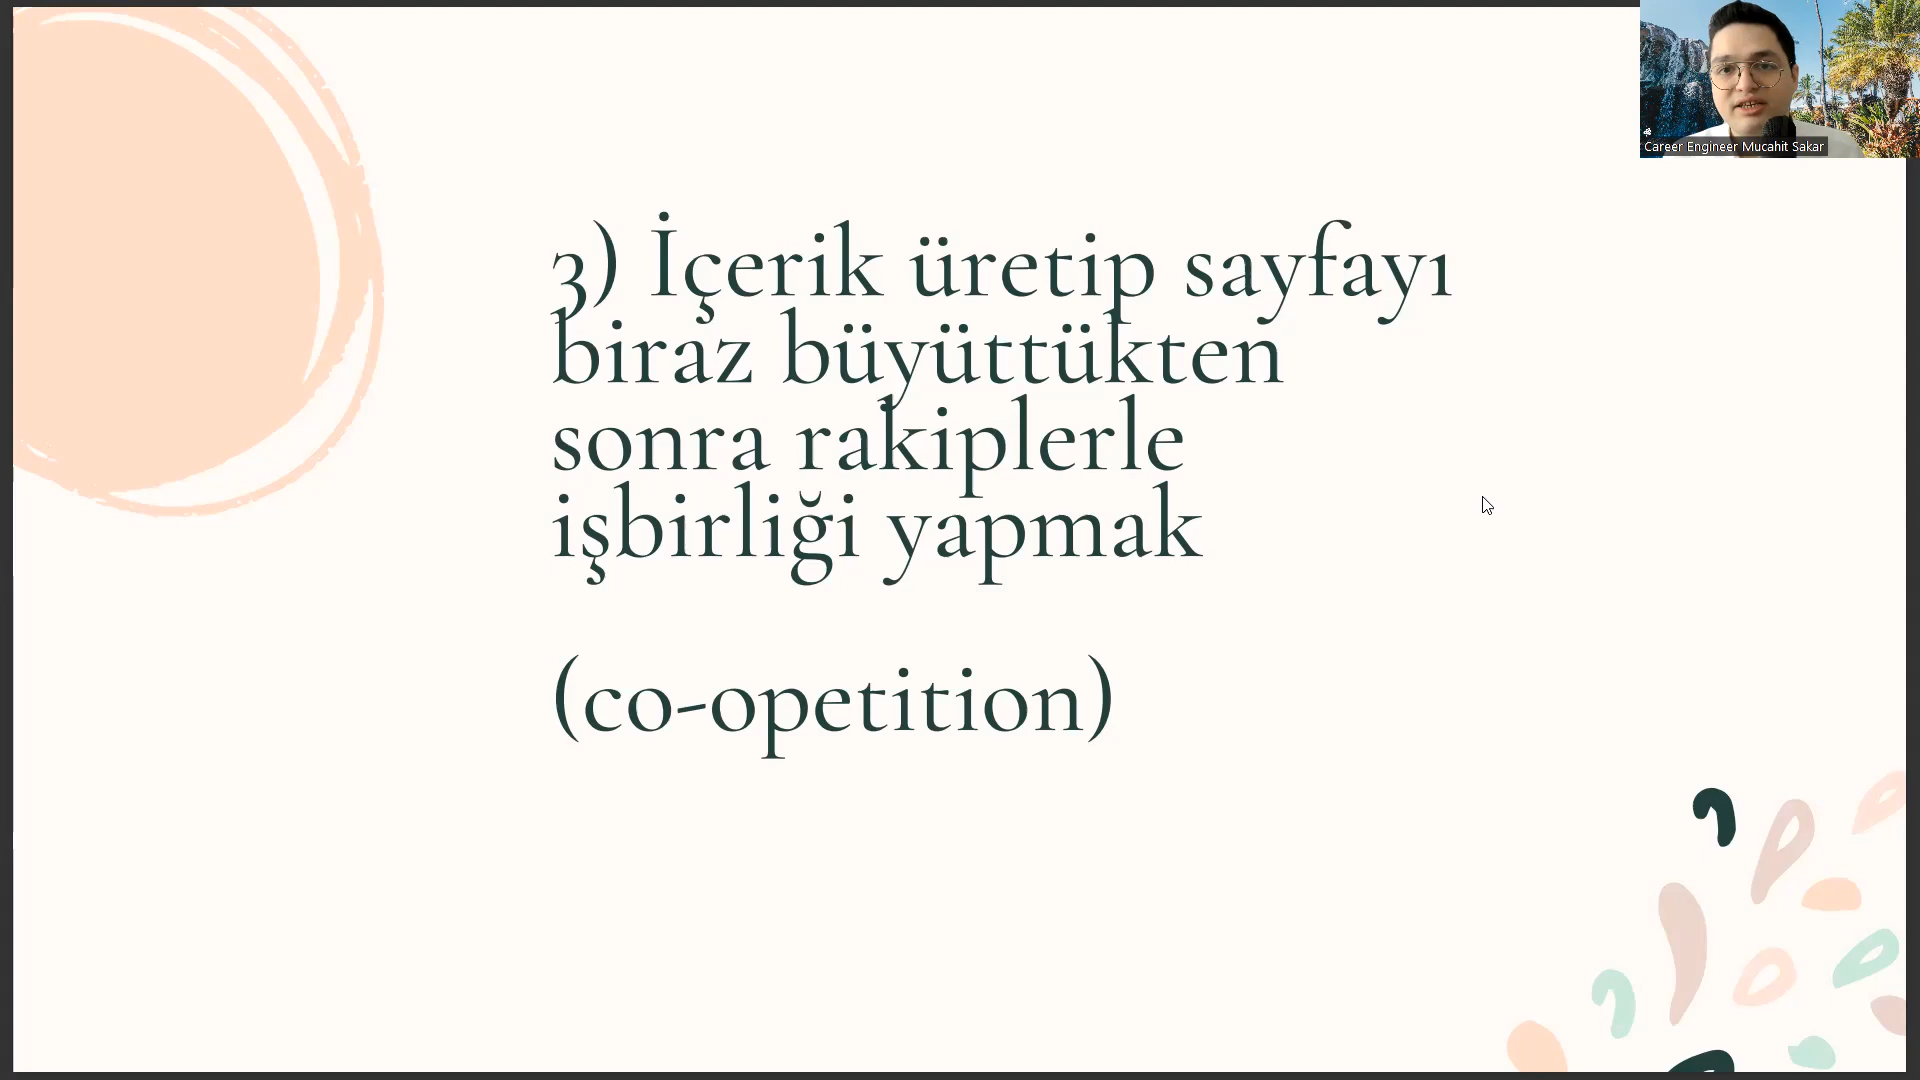 Career Engineer Mucahit Sakar
3) İçerik üretip sayfayı
biraz büyüttükten
sonra rakiplerle
işbirliği yapmak
(co-opetition)